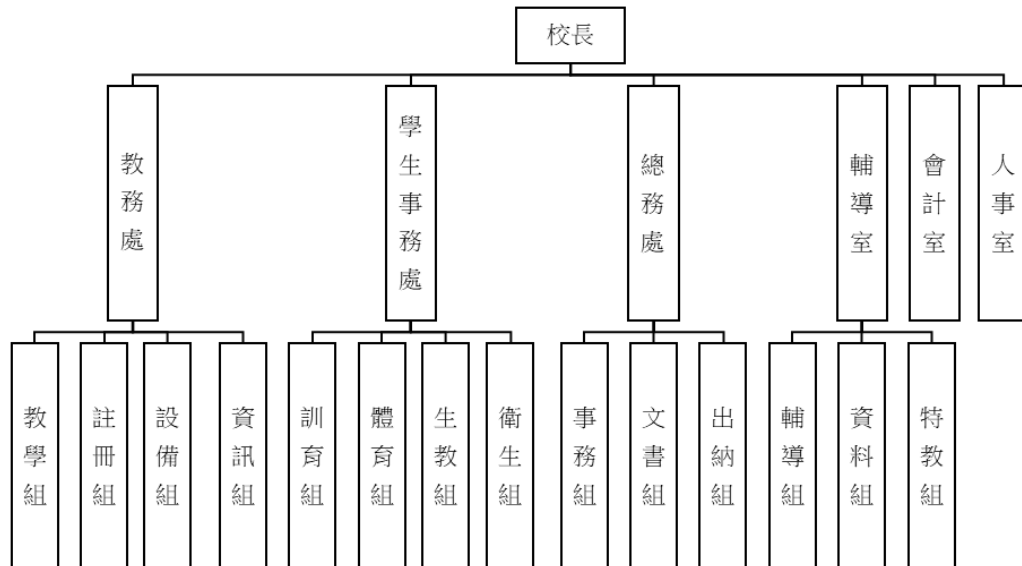 校長
教務處
學生事務處
總務處
輔導室
會計室
人事室
教學組
註冊組
設備組
資訊組
訓育組
體育組
生教組
衛生組
事務組
文書組
出納組
輔導組
資料組
特教組